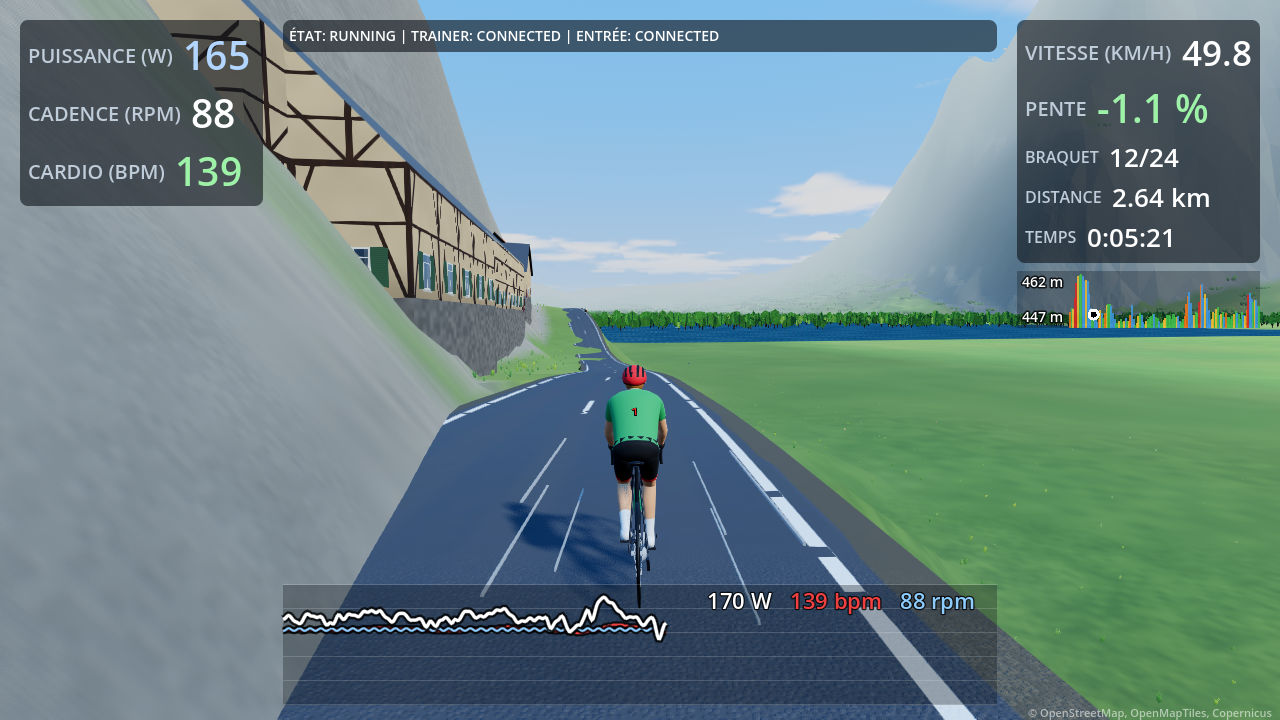 PUISSANCE (W) 165
CADENCE (RPM) 88
CARDIO (BPM) 139
ÉTAT: RUNNING | TRAINER: CONNECTED | ENTRÉE: CONNECTED
VITESSE (KM/H) 49.8
PENTE -1.1 %
BRAQUET 12/24
DISTANCE 2.64 km
TEMPS 0:05:21
462 m
447 m
1
170 W 139 bpm 88 rpm
© OpenStreetMap, OpenMapTiles, Copernicus